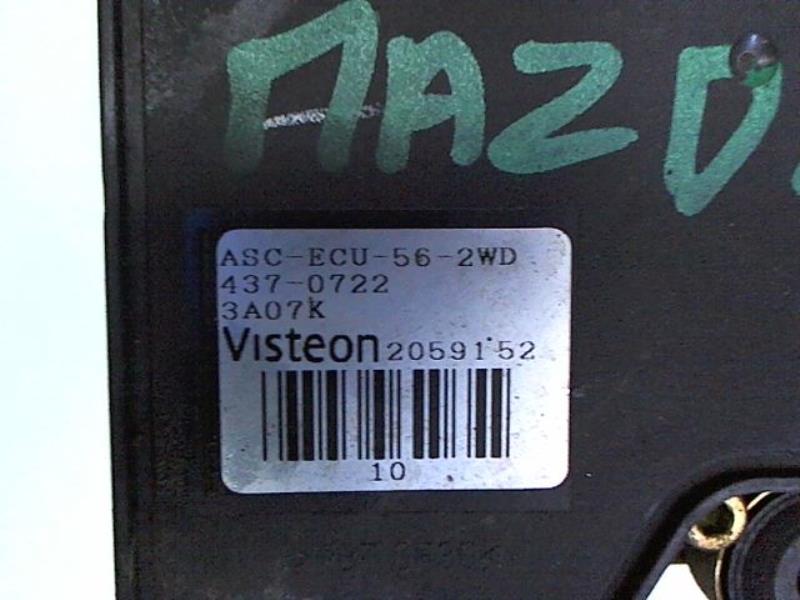 MAZD
ASC-ECU-56-2WD
437-0722
3A07K
Visteon 2059152
10